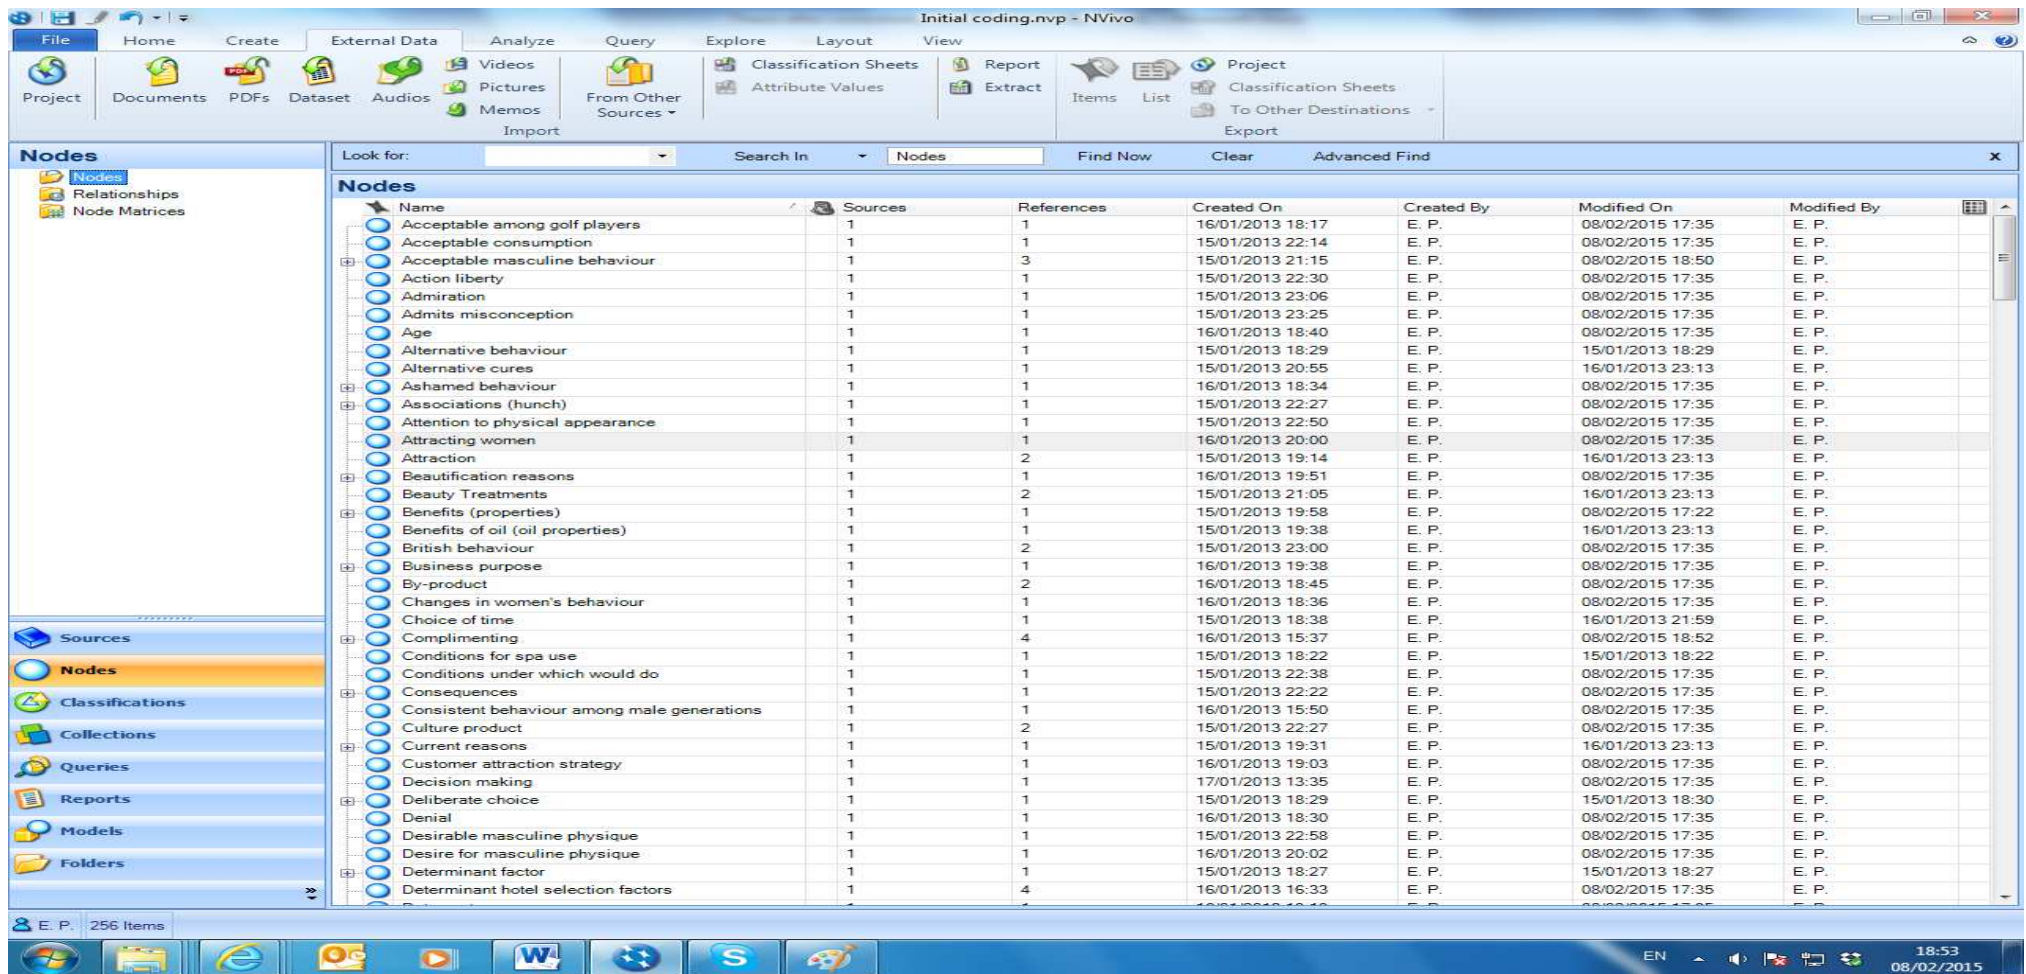 Initial coding.nvp - NVivo
File Home Create External Data Analyze Query Explore Layout View
Project Documents PDFs Dataset Audios Videos Pictures Memos From Other Sources Classification Sheets Attribute Values Report Extract Items List Project Classification Sheets To Other Destinations
Import Export
Nodes
Nodes
Relationships
Node Matrices
Look for: Search In Nodes Find Now Clear Advanced Find x
Nodes
Name Sources References Created On Created By Modified On Modified By
Acceptable among golf players 1 1 16/01/2013 18:17 E. P. 08/02/2015 17:35 E. P.
Acceptable consumption 1 1 15/01/2013 22:14 E. P. 08/02/2015 17:35 E. P.
Acceptable masculine behaviour 1 3 15/01/2013 21:15 E. P. 08/02/2015 18:50 E. P.
Action liberty 1 1 15/01/2013 22:30 E. P. 08/02/2015 17:35 E. P.
Admiration 1 1 15/01/2013 23:06 E. P. 08/02/2015 17:35 E. P.
Admits misconception 1 1 15/01/2013 23:25 E. P. 08/02/2015 17:35 E. P.
Age 1 1 16/01/2013 18:40 E. P. 08/02/2015 17:35 E. P.
Alternative behaviour 1 1 15/01/2013 18:29 E. P. 15/01/2013 18:29 E. P.
Alternative cures 1 1 15/01/2013 20:55 E. P. 16/01/2013 23:13 E. P.
Ashamed behaviour 1 1 16/01/2013 18:34 E. P. 08/02/2015 17:35 E. P.
Associations (hunch) 1 1 15/01/2013 22:27 E. P. 08/02/2015 17:35 E. P.
Attention to physical appearance 1 1 15/01/2013 22:50 E. P. 08/02/2015 17:35 E. P.
Attracting women 1 1 16/01/2013 20:00 E. P. 08/02/2015 17:35 E. P.
Attraction 1 2 15/01/2013 19:14 E. P. 16/01/2013 23:13 E. P.
Beautification reasons 1 1 16/01/2013 19:51 E. P. 08/02/2015 17:35 E. P.
Beauty Treatments 1 2 15/01/2013 21:05 E. P. 16/01/2013 23:13 E. P.
Benefits (properties) 1 1 15/01/2013 19:58 E. P. 08/02/2015 17:22 E. P.
Benefits of oil (oil properties) 1 1 15/01/2013 19:38 E. P. 16/01/2013 23:13 E. P.
British behaviour 1 2 15/01/2013 23:00 E. P. 08/02/2015 17:35 E. P.
Business purpose 1 1 16/01/2013 19:38 E. P. 08/02/2015 17:35 E. P.
By-product 1 2 16/01/2013 18:45 E. P. 08/02/2015 17:35 E. P.
Changes in women's behaviour 1 1 16/01/2013 18:36 E. P. 08/02/2015 17:35 E. P.
Choice of time 1 1 15/01/2013 18:38 E. P. 16/01/2013 21:59 E. P.
Complimenting 1 4 16/01/2013 15:37 E. P. 08/02/2015 18:52 E. P.
Conditions for spa use 1 1 15/01/2013 18:22 E. P. 15/01/2013 18:22 E. P.
Conditions under which would do 1 1 15/01/2013 22:38 E. P. 08/02/2015 17:35 E. P.
Consequences 1 1 15/01/2013 22:22 E. P. 08/02/2015 17:35 E. P.
Consistent behaviour among male generations 1 1 16/01/2013 15:50 E. P. 08/02/2015 17:35 E. P.
Culture product 1 2 15/01/2013 22:27 E. P. 08/02/2015 17:35 E. P.
Current reasons 1 1 15/01/2013 19:31 E. P. 16/01/2013 23:13 E. P.
Customer attraction strategy 1 1 16/01/2013 19:03 E. P. 08/02/2015 17:35 E. P.
Decision making 1 1 17/01/2013 13:35 E. P. 08/02/2015 17:35 E. P.
Deliberate choice 1 1 15/01/2013 18:29 E. P. 15/01/2013 18:30 E. P.
Denial 1 1 16/01/2013 18:30 E. P. 08/02/2015 17:35 E. P.
Desirable masculine physique 1 1 15/01/2013 22:58 E. P. 08/02/2015 17:35 E. P.
Desire for masculine physique 1 1 16/01/2013 20:02 E. P. 08/02/2015 17:35 E. P.
Determinant factor 1 1 15/01/2013 18:27 E. P. 15/01/2013 18:27 E. P.
Determinant hotel selection factors 1 4 16/01/2013 16:33 E. P. 08/02/2015 17:35 E. P.
Sources
Nodes
Classifications
Collections
Queries
Reports
Models
Folders
E. P. 256 Items
EN 18:53
08/02/2015